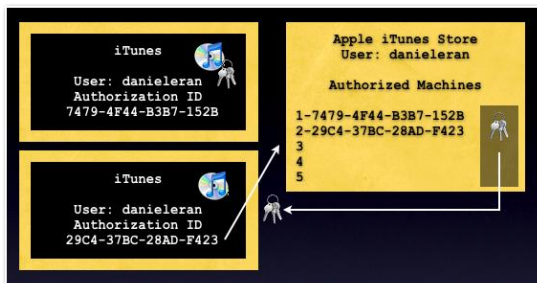 iTunes
User: danieleran
Authorization ID
7479-4F44-B3B7-152B
iTunes
User: danieleran
Authorization ID
29C4-37BC-28AD-F423
Apple iTunes Store
User: danieleran
Authorized Machines
1-7479-4F44-B3B7-152B
2-29C4-37BC-28AD-F423
3
4
5